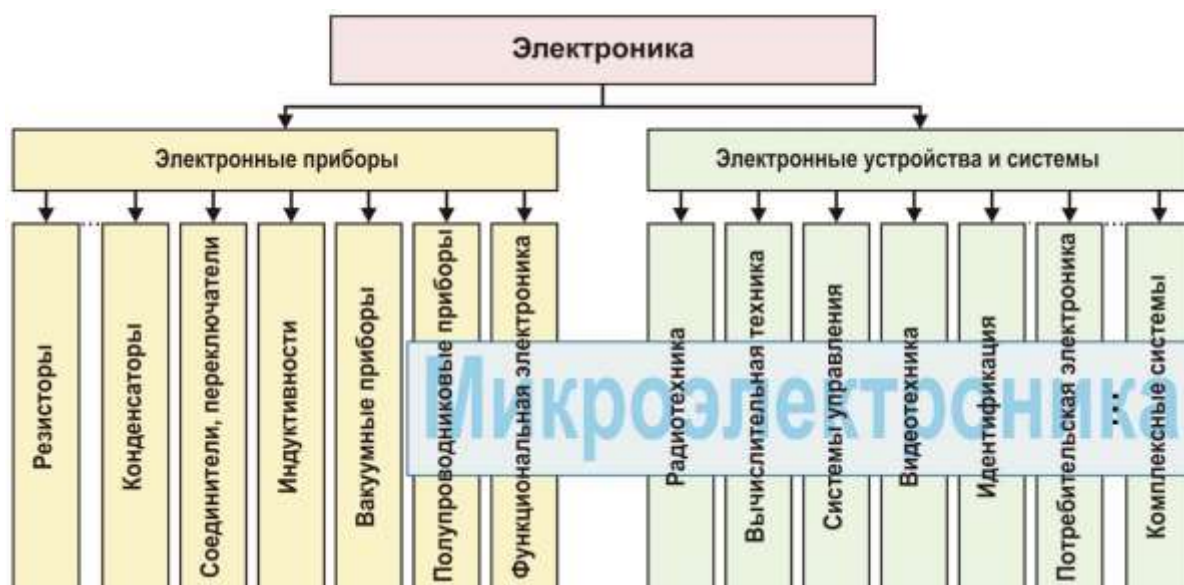 Электроника
Электронные приборы
Электронные устройства и системы
Резисторы
...
Конденсаторы
Соединители, переключатели
Индуктивности
Вакуумные приборы
Полупроводниковые приборы
Функциональная электроника
Радиотехника
Вычислительная техника
Системы управления
Видеотехника
Идентификация
Потребительская электроника
...
Комплексные системы
Микроэлектроника